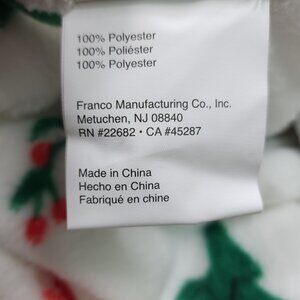 100% Polyester
100% Poliéster
100% Polyester
Franco Manufacturing Co., Inc.
Metuchen, NJ 08840
RN #22682 • CA #45287
Made in China
Hecho en China
Fabriqué en chine